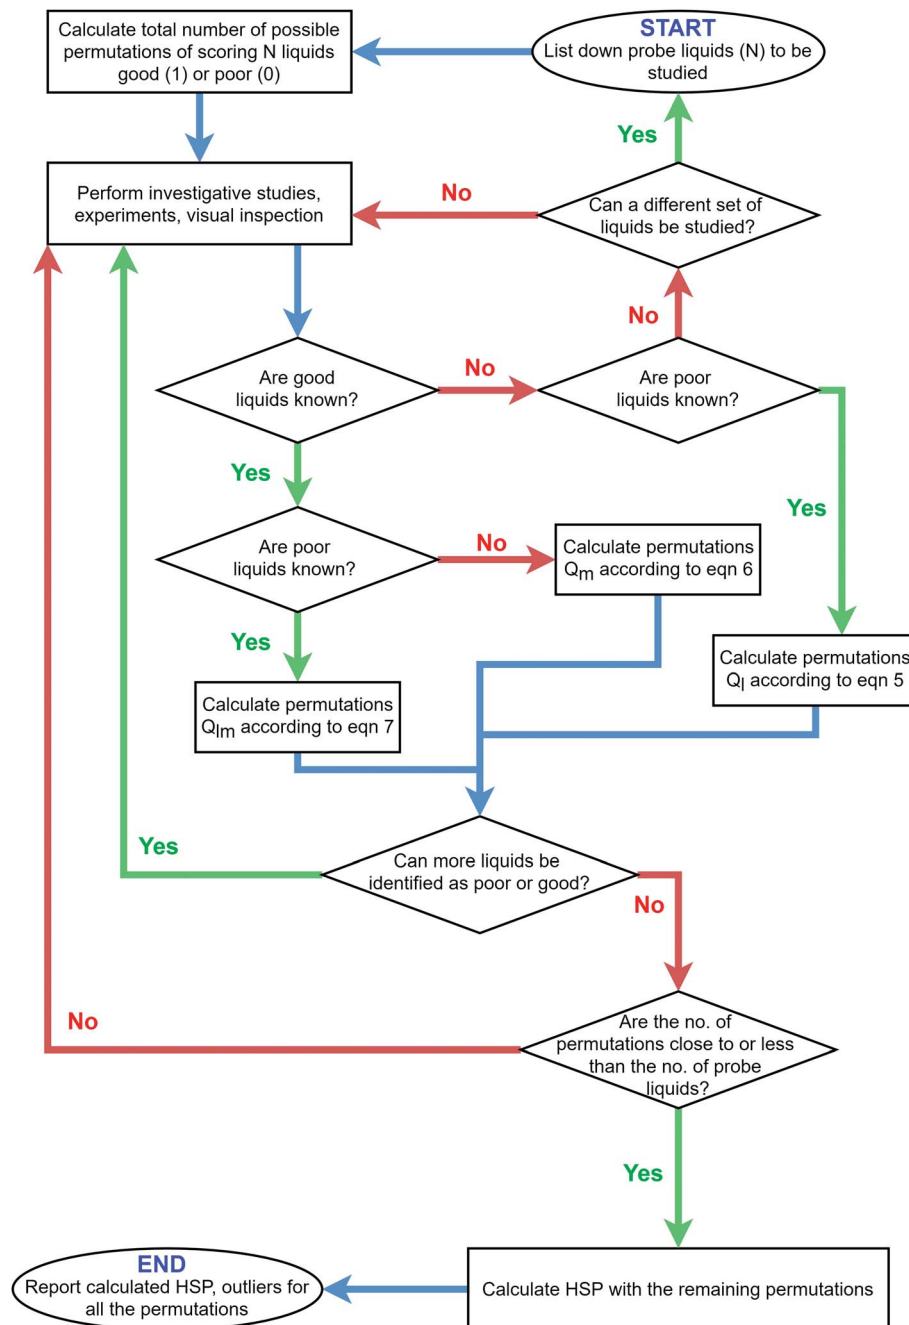 START
List down probe liquids (N) to be
studied
Calculate total number of possible
permutations of scoring N liquids
good (1) or poor (0)
Yes
Perform investigative studies,
experiments, visual inspection
No
Can a different set of
liquids be studied?
No
Are good
liquids known?
No
Are poor
liquids known?
Yes
Yes
Are poor
liquids known?
No
Calculate permutations
Qm according to eqn 6
Yes
Calculate permutations
Ql according to eqn 5
Calculate permutations
Qlm according to eqn 7
Yes
Can more liquids be
identified as poor or good?
No
No
Are the no. of
permutations close to or less
than the no. of probe
liquids?
Yes
Calculate HSP with the remaining permutations
END
Report calculated HSP, outliers for
all the permutations